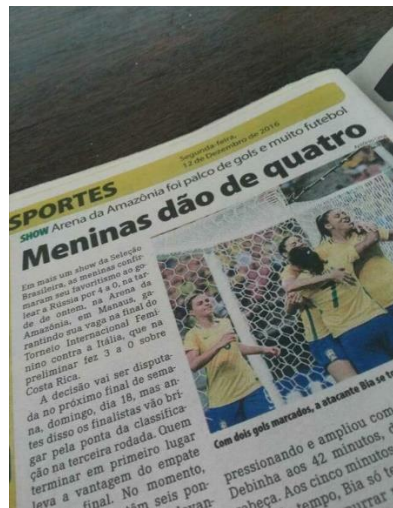 Segunda-feira,
12 de Dezembro de 2016
SPORTES
SHOW Arena da Amazônia foi palco de gols e muito futebol
Meninas dão de quatro
Em mais um show da Seleção
Brasileira, as meninas confir-
maram seu favoritismo ao go-
lear a Rússia por 4 a 0, na tar-
de de ontem, na Arena da
Amazônia, em Manaus, ga-
rantindo sua vaga na final do
Torneio Internacional Femi-
nino contra a Itália, que na
preliminar fez 3 a 0 sobre
Costa Rica.
A decisão vai ser disputa-
da no próximo final de sema-
na, domingo, dia 18, mas an-
tes disso os finalistas vão bri-
gar pela ponta da classifica-
ção na terceira rodada. Quem
terminar em primeiro lugar
leva a vantagem do empate
final. No momento,
têm seis pon-
Com dois gols marcados, a atacante Bia se
pressionando e ampliou com
Debinha aos 42 minutos,
cabeça. Aos cinco minutos
tempo, Bia só